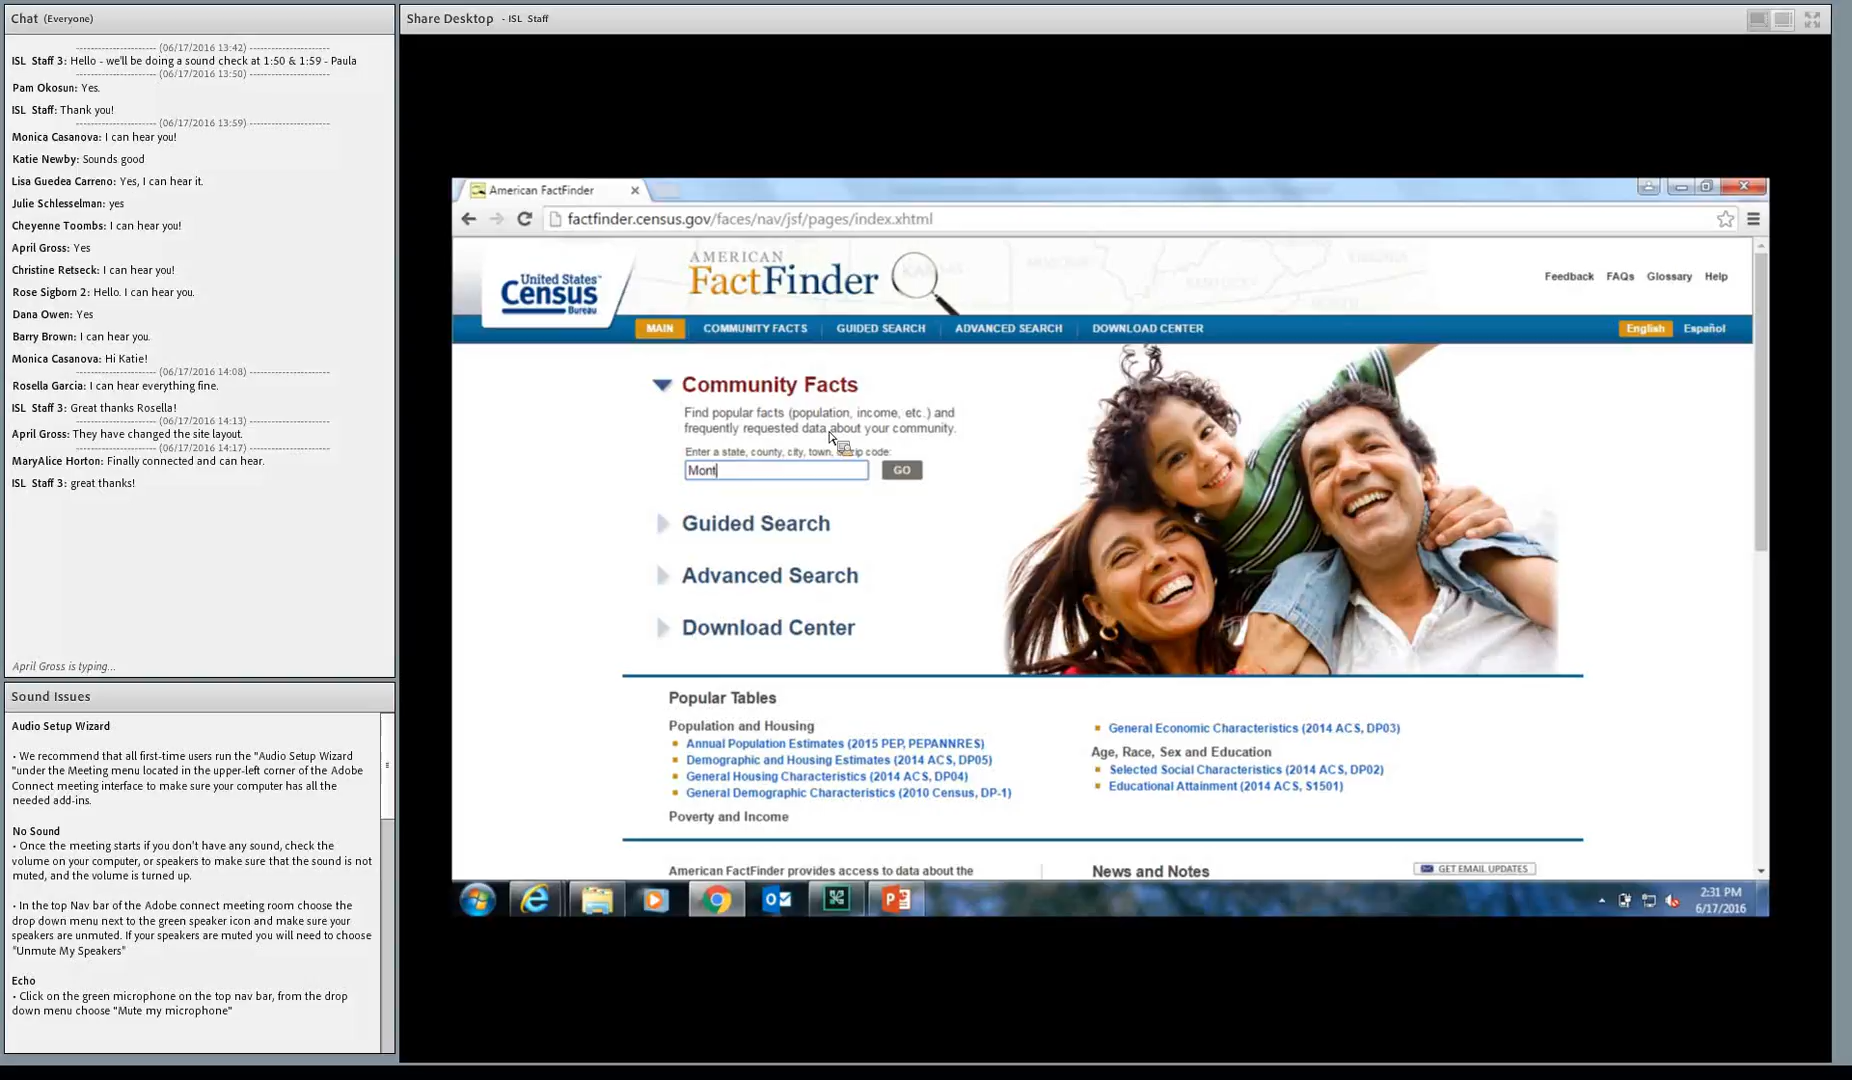 Chat (Everyone)
---------------------- (06/17/2016 13:42) ----------------------
ISL Staff 3: Hello - we'll be doing a sound check at 1:50 & 1:59 - Paula
---------------------- (06/17/2016 13:50) ----------------------
Pam Okosun: Yes.
ISL Staff: Thank you!
---------------------- (06/17/2016 13:59) ----------------------
Monica Casanova: I can hear you!
Katie Newby: Sounds good
Lisa Guedea Carreno: Yes, I can hear it.
Julie Schlesselman: yes
Cheyenne Toombs: I can hear you!
April Gross: Yes
Christine Retseck: I can hear you!
Rose Sigborn 2: Hello. I can hear you.
Dana Owen: Yes
Barry Brown: I can hear you.
Monica Casanova: Hi Katie!
---------------------- (06/17/2016 14:08) ----------------------
Rosella Garcia: I can hear everything fine.
ISL Staff 3: Great thanks Rosella!
---------------------- (06/17/2016 14:13) ----------------------
April Gross: They have changed the site layout.
---------------------- (06/17/2016 14:17) ----------------------
MaryAlice Horton: Finally connected and can hear.
ISL Staff 3: great thanks!
April Gross is typing...
Sound Issues
Audio Setup Wizard
• We recommend that all first-time users run the "Audio Setup Wizard
"under the Meeting menu located in the upper-left corner of the Adobe
Connect meeting interface to make sure your computer has all the
needed add-ins.
No Sound
• Once the meeting starts if you don't have any sound, check the
volume on your computer, or speakers to make sure that the sound is not
muted, and the volume is turned up.
• In the top Nav bar of the Adobe connect meeting room choose the
drop down menu next to the green speaker icon and make sure your
speakers are unmuted. If your speakers are muted you will need to choose
"Unmute My Speakers"
Echo
• Click on the green microphone on the top nav bar, from the drop
down menu choose "Mute my microphone"
Share Desktop - ISL Staff
American FactFinder
factfinder.census.gov/faces/nav/jsf/pages/index.xhtml
United States™
Census
Bureau
AMERICAN
FactFinder
Feedback FAQs Glossary Help
MAIN COMMUNITY FACTS GUIDED SEARCH ADVANCED SEARCH DOWNLOAD CENTER English Español
Community Facts
Find popular facts (population, income, etc.) and
frequently requested data about your community.
Enter a state, county, city, town, zip code:
Mont
GO
Guided Search
Advanced Search
Download Center
Popular Tables
Population and Housing
Annual Population Estimates (2015 PEP, PEPANNRES)
Demographic and Housing Estimates (2014 ACS, DP05)
General Housing Characteristics (2014 ACS, DP04)
General Demographic Characteristics (2010 Census, DP-1)
Poverty and Income
General Economic Characteristics (2014 ACS, DP03)
Age, Race, Sex and Education
Selected Social Characteristics (2014 ACS, DP02)
Educational Attainment (2014 ACS, S1501)
American FactFinder provides access to data about the
News and Notes
GET EMAIL UPDATES
2:31 PM
6/17/2016